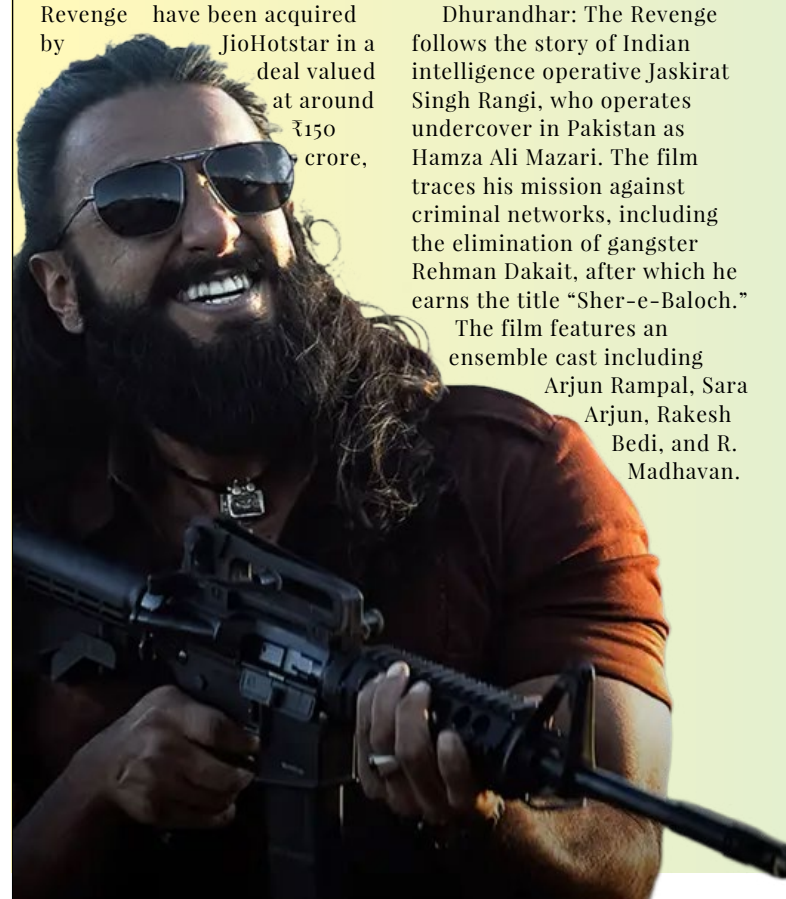 Revenge have been acquired
by JioHotstar in a
deal valued
at around
₹150
crore,
Dhurandhar: The Revenge
follows the story of Indian
intelligence operative Jaskirat
Singh Rangi, who operates
undercover in Pakistan as
Hamza Ali Mazari. The film
traces his mission against
criminal networks, including
the elimination of gangster
Rehman Dakait, after which he
earns the title “Sher-e-Baloch.”
The film features an
ensemble cast including
Arjun Rampal, Sara
Arjun, Rakesh
Bedi, and R.
Madhavan.